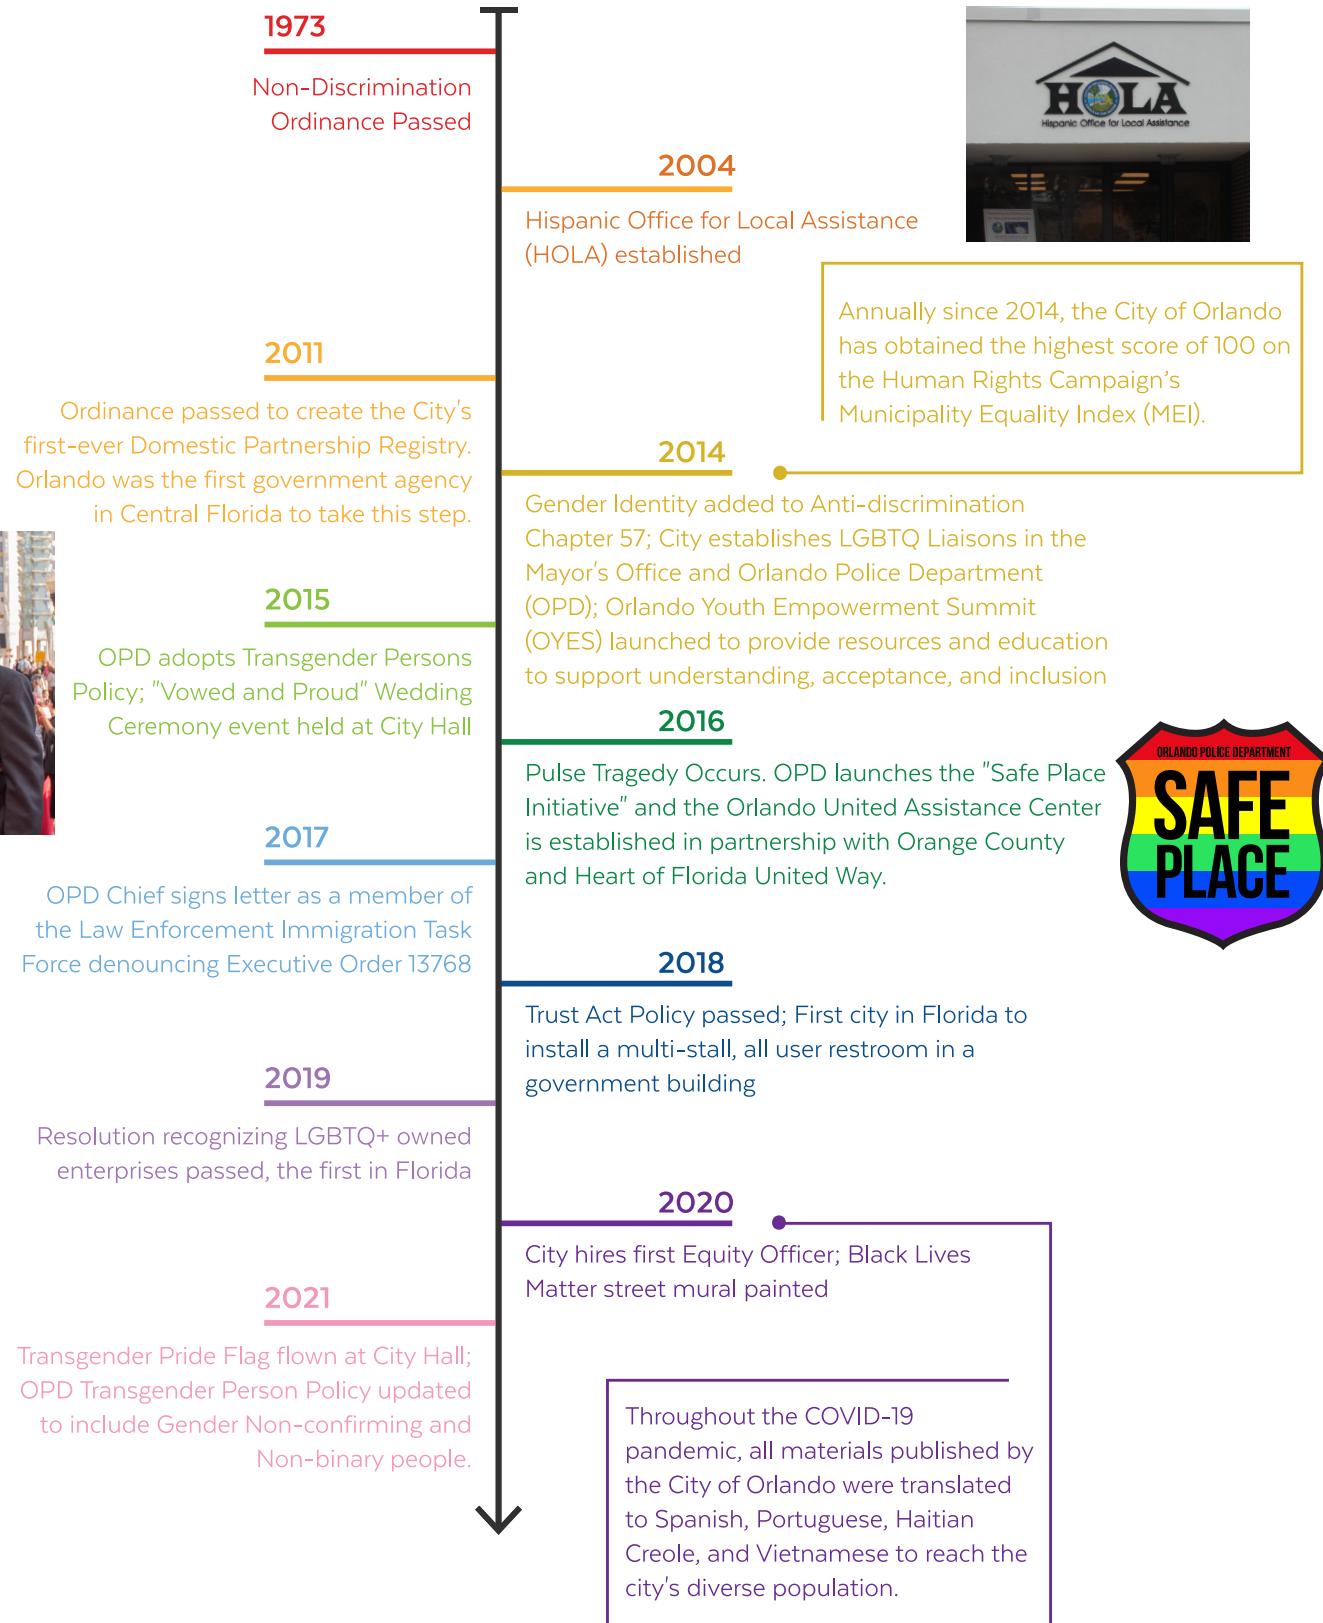 1973
Non-Discrimination
Ordinance Passed
HOLA
Hispanic Office for Local Assistance
2004
Hispanic Office for Local Assistance
(HOLA) established
Annually since 2014, the City of Orlando
has obtained the highest score of 100 on
the Human Rights Campaign's
Municipality Equality Index (MEI).
2011
Ordinance passed to create the City's
first-ever Domestic Partnership Registry.
Orlando was the first government agency
in Central Florida to take this step.
2014
Gender Identity added to Anti-discrimination
Chapter 57; City establishes LGBTQ Liaisons in the
Mayor's Office and Orlando Police Department
(OPD); Orlando Youth Empowerment Summit
(OYES) launched to provide resources and education
to support understanding, acceptance, and inclusion
2015
OPD adopts Transgender Persons
Policy; "Vowed and Proud" Wedding
Ceremony event held at City Hall
2016
Pulse Tragedy Occurs. OPD launches the "Safe Place
Initiative" and the Orlando United Assistance Center
is established in partnership with Orange County
and Heart of Florida United Way.
ORLANDO POLICE DEPARTMENT
SAFE
PLACE
2017
OPD Chief signs letter as a member of
the Law Enforcement Immigration Task
Force denouncing Executive Order 13768
2018
Trust Act Policy passed; First city in Florida to
install a multi-stall, all user restroom in a
government building
2019
Resolution recognizing LGBTQ+ owned
enterprises passed, the first in Florida
2020
City hires first Equity Officer; Black Lives
Matter street mural painted
2021
Transgender Pride Flag flown at City Hall;
OPD Transgender Person Policy updated
to include Gender Non-confirming and
Non-binary people.
Throughout the COVID-19
pandemic, all materials published by
the City of Orlando were translated
to Spanish, Portuguese, Haitian
Creole, and Vietnamese to reach the
city's diverse population.